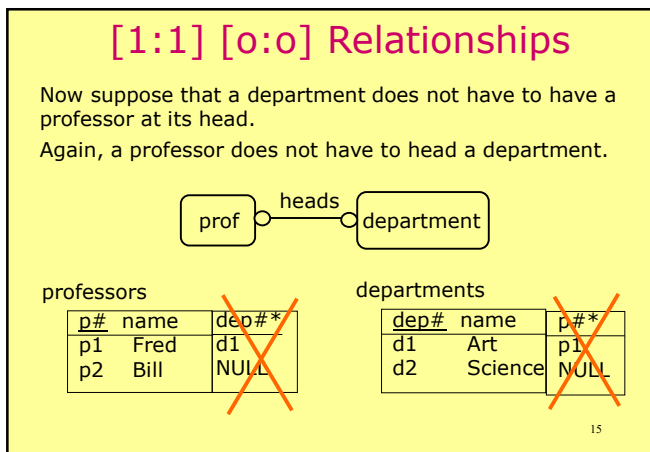 [1:1] [o:o] Relationships
Now suppose that a department does not have to have a
professor at its head.
Again, a professor does not have to head a department.
heads
prof department
professors
p# name dep#*
p1 Fred d1
p2 Bill NULL
departments
dep# name p#*
d1 Art p1
d2 Science NULL
15